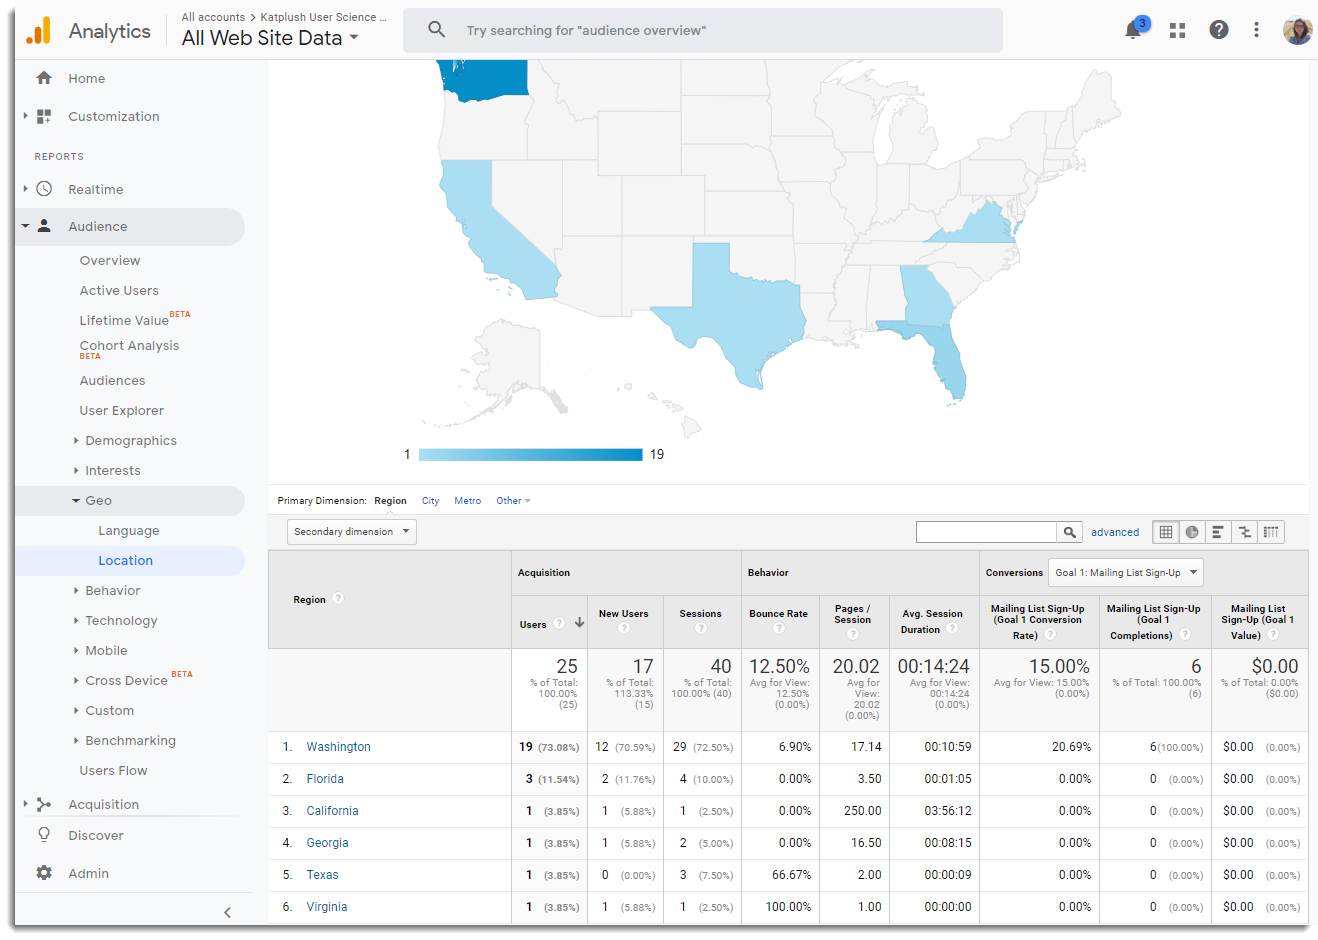 Analytics
All accounts > Katplush User Science ...
All Web Site Data
Try searching for "audience overview"
3
Home
Customization
REPORTS
Realtime
Audience
Overview
Active Users
Lifetime Value BETA
Cohort Analysis
BETA
Audiences
User Explorer
Demographics
Interests
Geo
Language
Location
Behavior
Technology
Mobile
Cross Device BETA
Custom
Benchmarking
Users Flow
Acquisition
Discover
Admin
1 19
Primary Dimension: Region City Metro Other
Secondary dimension advanced
Region ?
Acquisition
Behavior
Conversions Goal 1: Mailing List Sign-Up
Users ?
New Users
?
Sessions
?
Bounce Rate
?
Pages /
Session
?
Avg. Session
Duration ?
Mailing List Sign-Up
(Goal 1 Conversion
Rate) ?
Mailing List Sign-Up
(Goal 1
Completions) ?
Mailing List
Sign-Up (Goal 1
Value) ?
25
% of Total:
100.00%
(25)
17
% of Total:
113.33%
(15)
40
% of Total:
100.00% (40)
12.50%
Avg for View:
12.50%
(0.00%)
20.02
Avg for
View:
20.02
(0.00%)
00:14:24
Avg for View:
00:14:24
(0.00%)
15.00%
Avg for View: 15.00%
(0.00%)
6
% of Total: 100.00%
(6)
$0.00
% of Total: 0.00%
($0.00)
1. Washington 19 (73.08%) 12 (70.59%) 29 (72.50%) 6.90% 17.14 00:10:59 20.69% 6(100.00%) $0.00 (0.00%)
2. Florida 3 (11.54%) 2 (11.76%) 4 (10.00%) 0.00% 3.50 00:01:05 0.00% 0 (0.00%) $0.00 (0.00%)
3. California 1 (3.85%) 1 (5.88%) 1 (2.50%) 0.00% 250.00 03:56:12 0.00% 0 (0.00%) $0.00 (0.00%)
4. Georgia 1 (3.85%) 1 (5.88%) 2 (5.00%) 0.00% 16.50 00:08:15 0.00% 0 (0.00%) $0.00 (0.00%)
5. Texas 1 (3.85%) 0 (0.00%) 3 (7.50%) 66.67% 2.00 00:00:09 0.00% 0 (0.00%) $0.00 (0.00%)
6. Virginia 1 (3.85%) 1 (5.88%) 1 (2.50%) 100.00% 1.00 00:00:00 0.00% 0 (0.00%) $0.00 (0.00%)